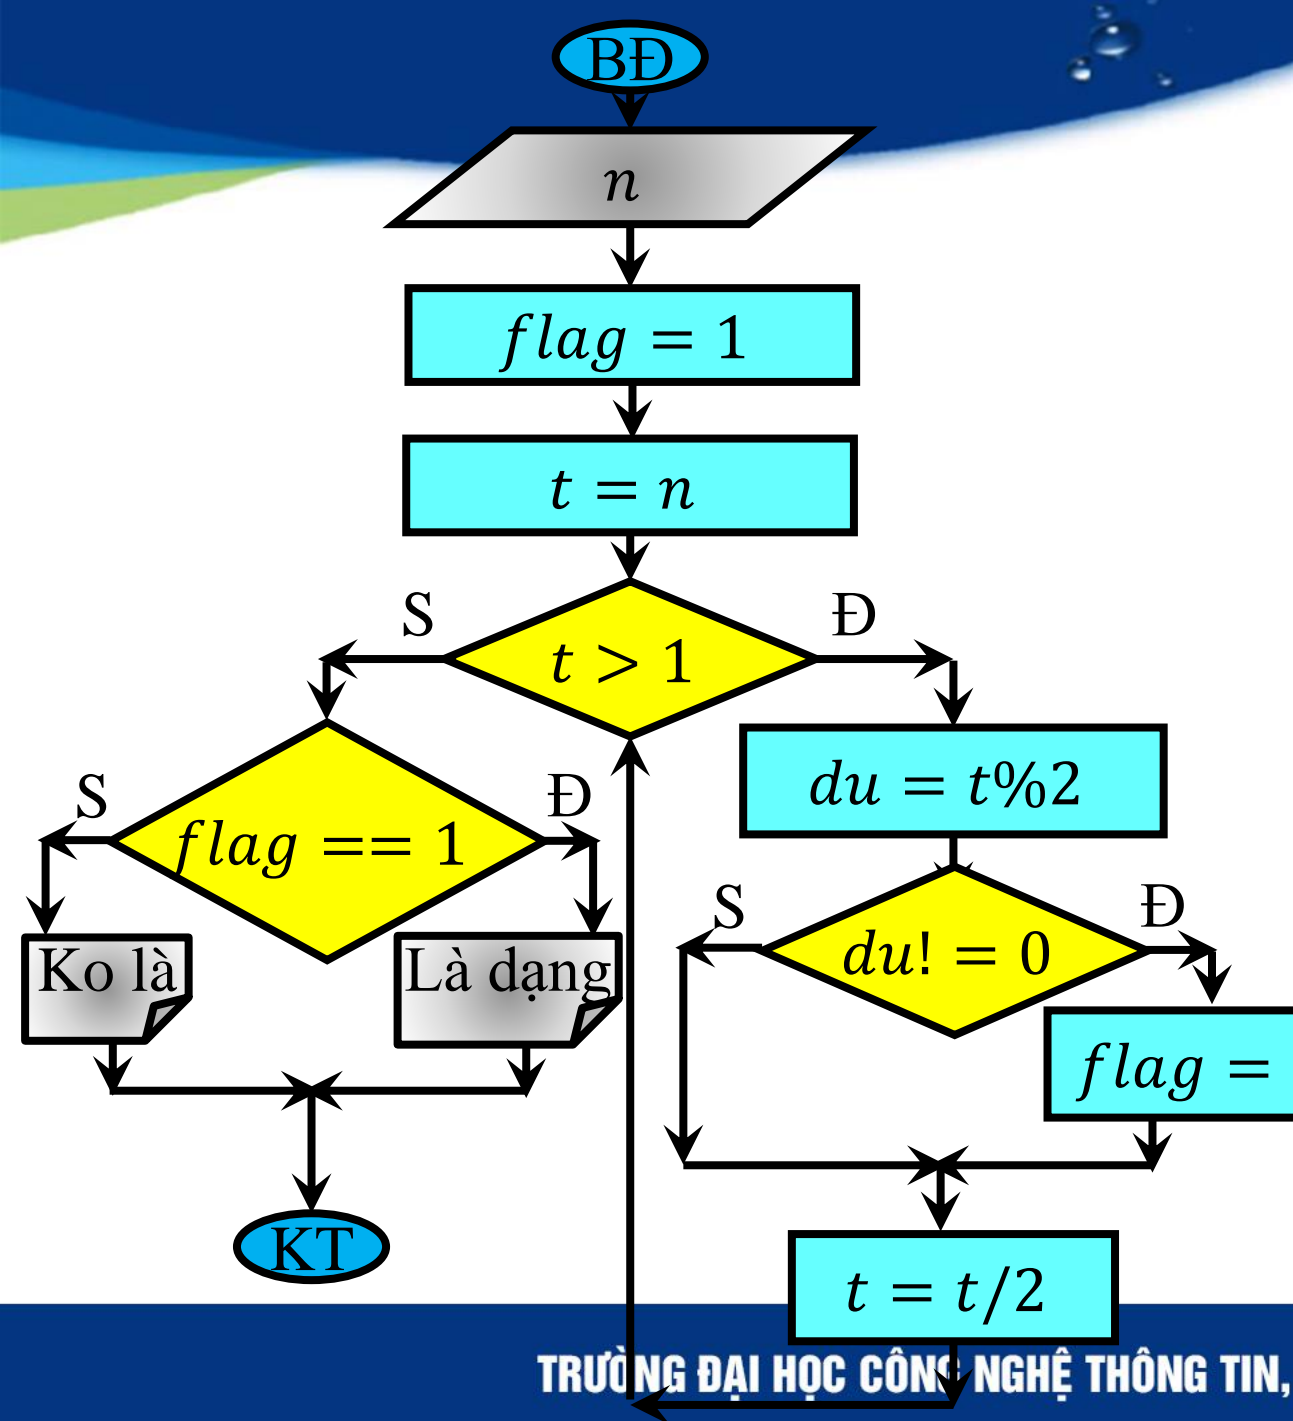 BĐ
n
flag = 1
t = n
S
Đ
t > 1
du = t%2
S
Đ
flag == 1
S
Đ
du! = 0
Ko là
Là dạng
flag =
KT
t = t/2
TRƯỜNG ĐẠI HỌC CÔNG NGHỆ THÔNG TIN,